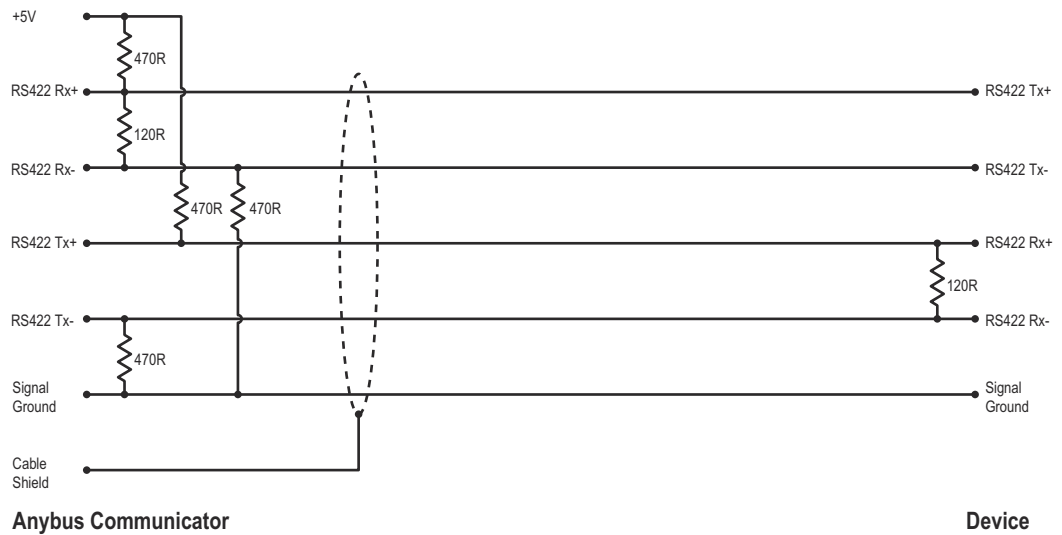 +5V
470R
RS422 Rx+
RS422 Tx+
120R
RS422 Rx-
RS422 Tx-
470R
470R
RS422 Tx+
RS422 Rx+
120R
RS422 Tx-
RS422 Rx-
470R
Signal
Ground
Signal
Ground
Cable
Shield
Anybus Communicator
Device